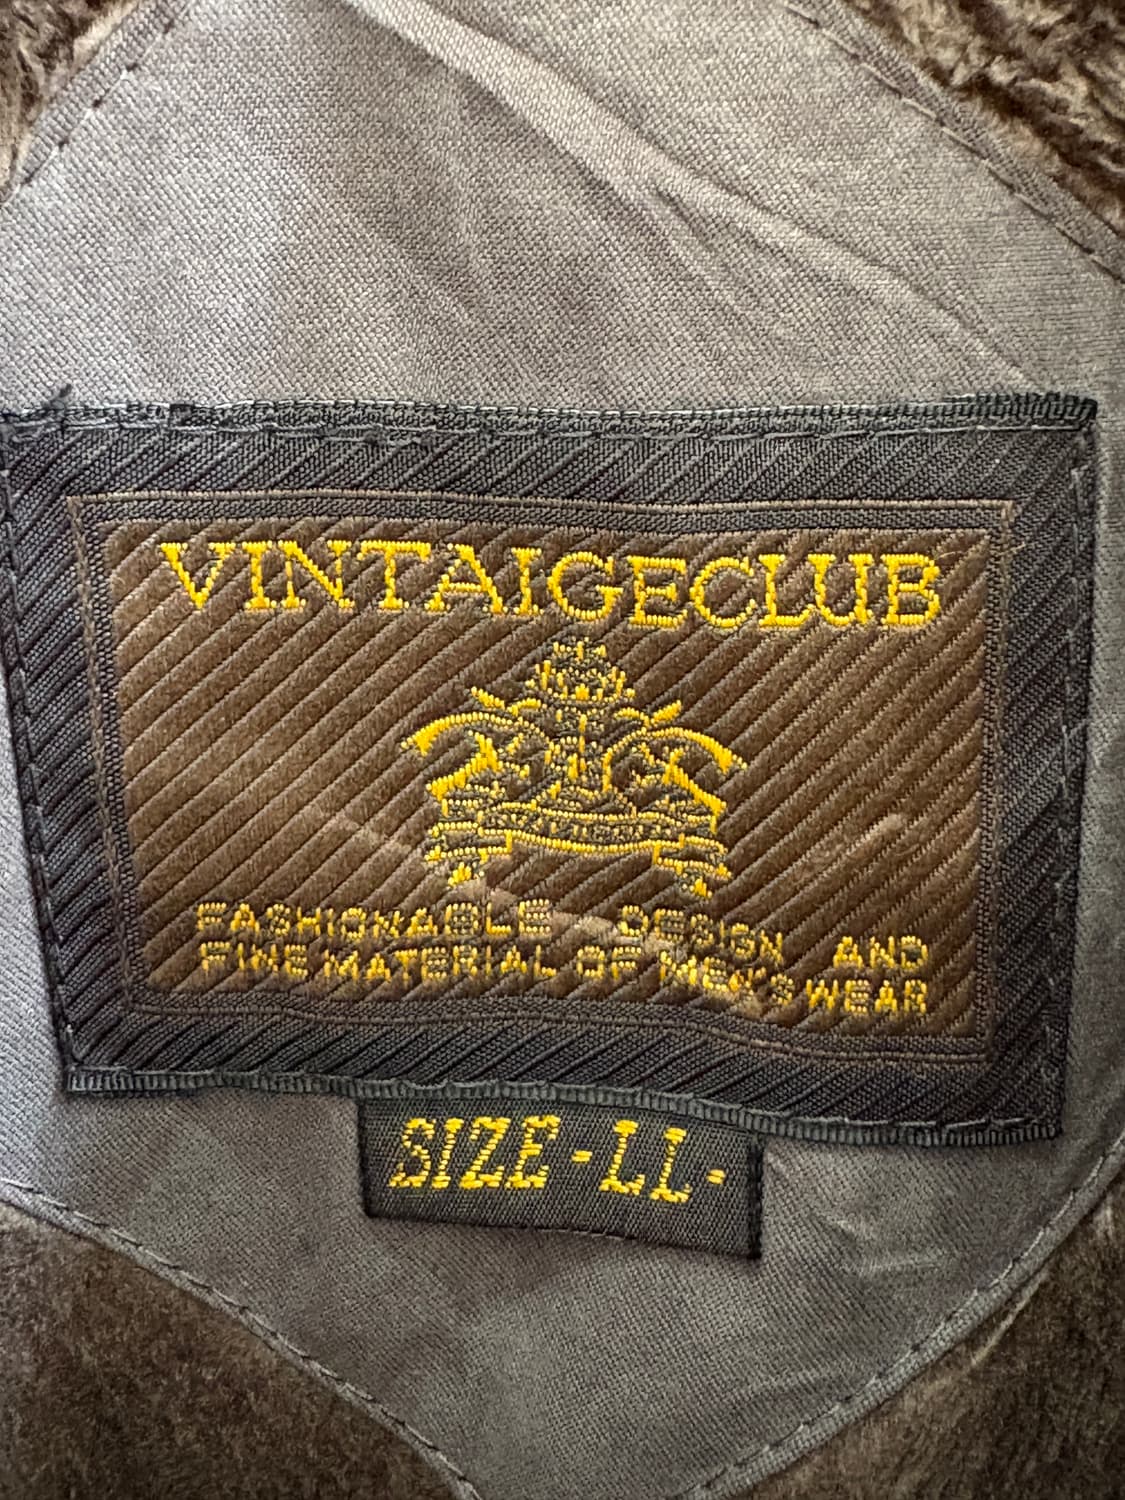 VINTAIGECLUB
FASHIONABLE DESIGN AND
FINE MATERIAL OF MEN'S WEAR
SIZE-LL-